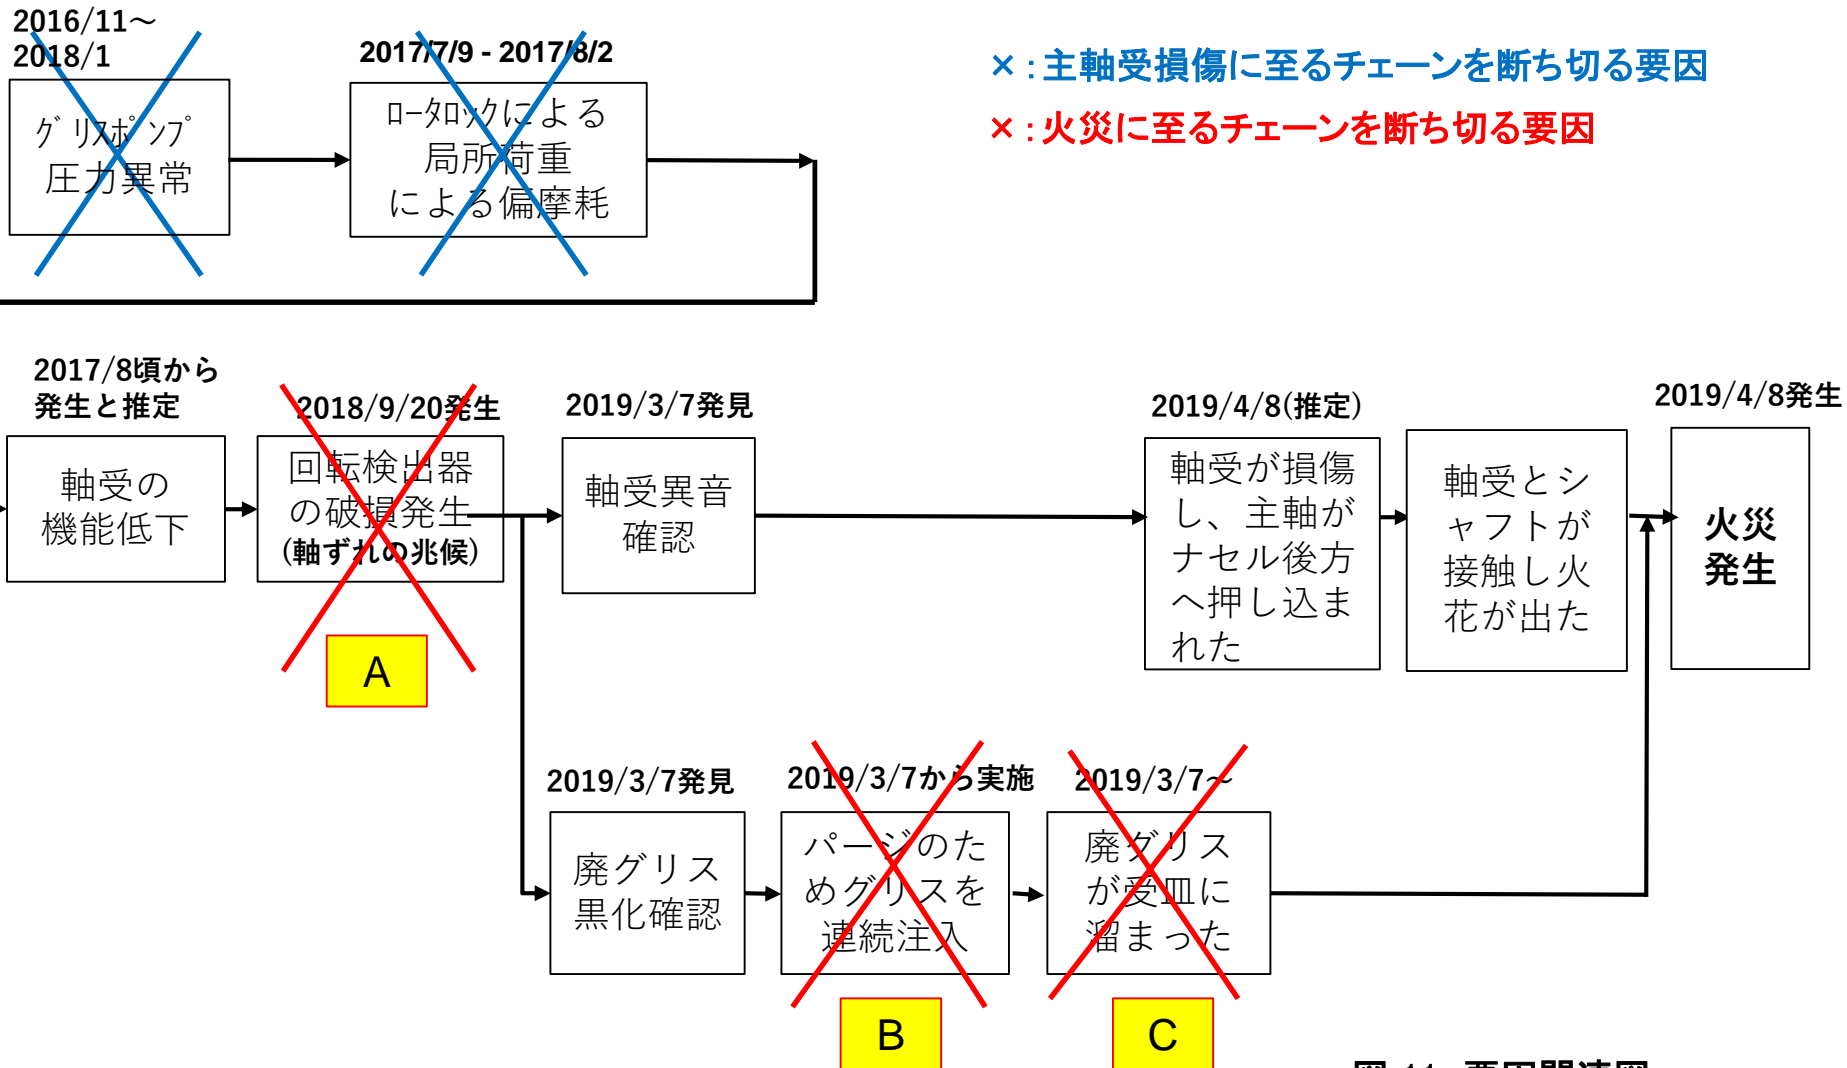 2016/11～
2018/1
2017/7/9 - 2017/8/2
×：主軸受損傷に至るチェーンを断ち切る要因
×：火災に至るチェーンを断ち切る要因
ｸﾞﾘｽﾎﾟﾝﾌﾟ
圧力異常
ﾛｰﾀﾛｯｸによる
局所荷重
による偏摩耗
2017/8頃から
発生と推定
軸受の
機能低下
2018/9/20発生
回転検出器
の破損発生
(軸ずれの兆候)
A
2019/3/7発見
軸受異音
確認
2019/4/8(推定)
軸受が損傷
し、主軸が
ナセル後方
へ押し込ま
れた
軸受とシ
ャフトが
接触し火
花が出た
2019/4/8発生
火災
発生
2019/3/7発見
廃グリス
黒化確認
2019/3/7から実施
パージのた
めグリスを
連続注入
B
2019/3/7～
廃グリス
が受皿に
溜まった
C
図 11 要因関連図